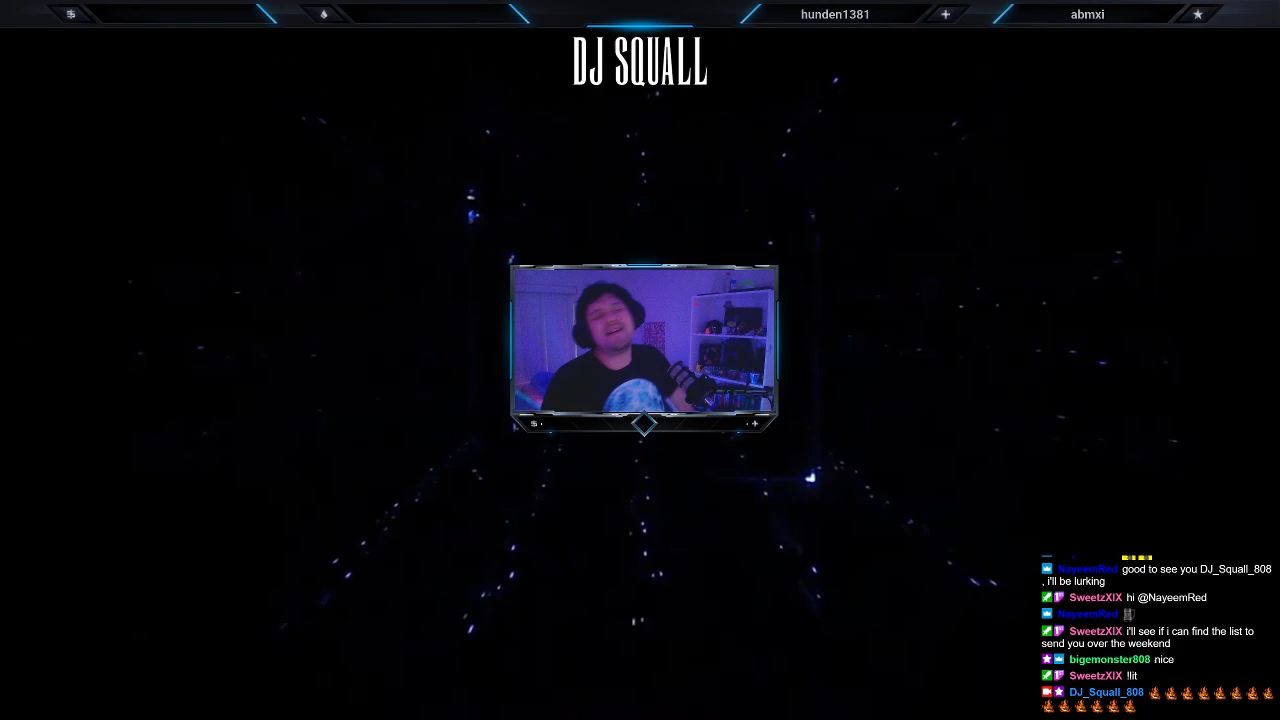 hunden1381
abmxi
DJ SQUALL
NayeemRed good to see you DJ_Squall_808
, i'll be lurking
SweetzXIX hi @NayeemRed
NayeemRed
SweetzXIX i'll see if i can find the list to
send you over the weekend
bigemonster808 nice
SweetzXIX !lit
DJ_Squall_808